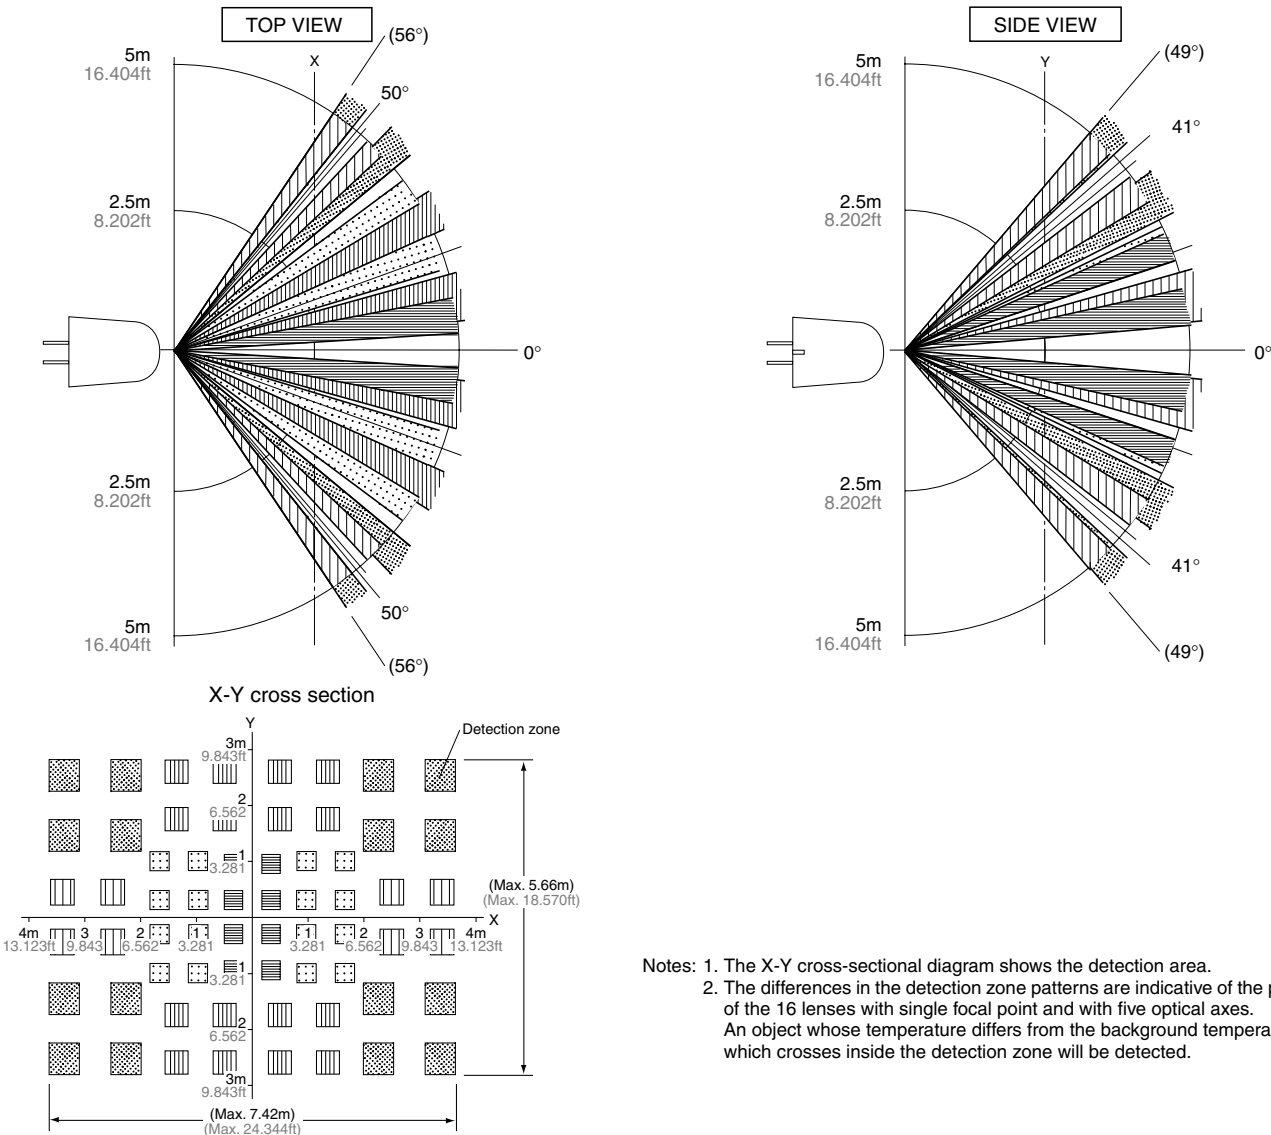 TOP VIEW
(56°)
X
5m
16.404ft
50°
2.5m
8.202ft
0°
2.5m
8.202ft
50°
5m
16.404ft
(56°)
SIDE VIEW
(49°)
Y
5m
16.404ft
41°
2.5m
8.202ft
0°
2.5m
8.202ft
41°
5m
16.404ft
(49°)
X-Y cross section
Y
Detection zone
3m
9.843ft
2
6.562
1
3.281
(Max. 5.66m)
(Max. 18.570ft)
X
4m 3 2 1 1 2 3 4m
13.123ft 9.843 6.562 3.281 3.281 6.562 9.843 13.123ft
1
3.281
2
6.562
3m
9.843ft
(Max. 7.42m)
(Max. 24.344ft)
Notes: 1. The X-Y cross-sectional diagram shows the detection area.
2. The differences in the detection zone patterns are indicative of the
of the 16 lenses with single focal point and with five optical axes.
An object whose temperature differs from the background
which crosses inside the detection zone will be detected.